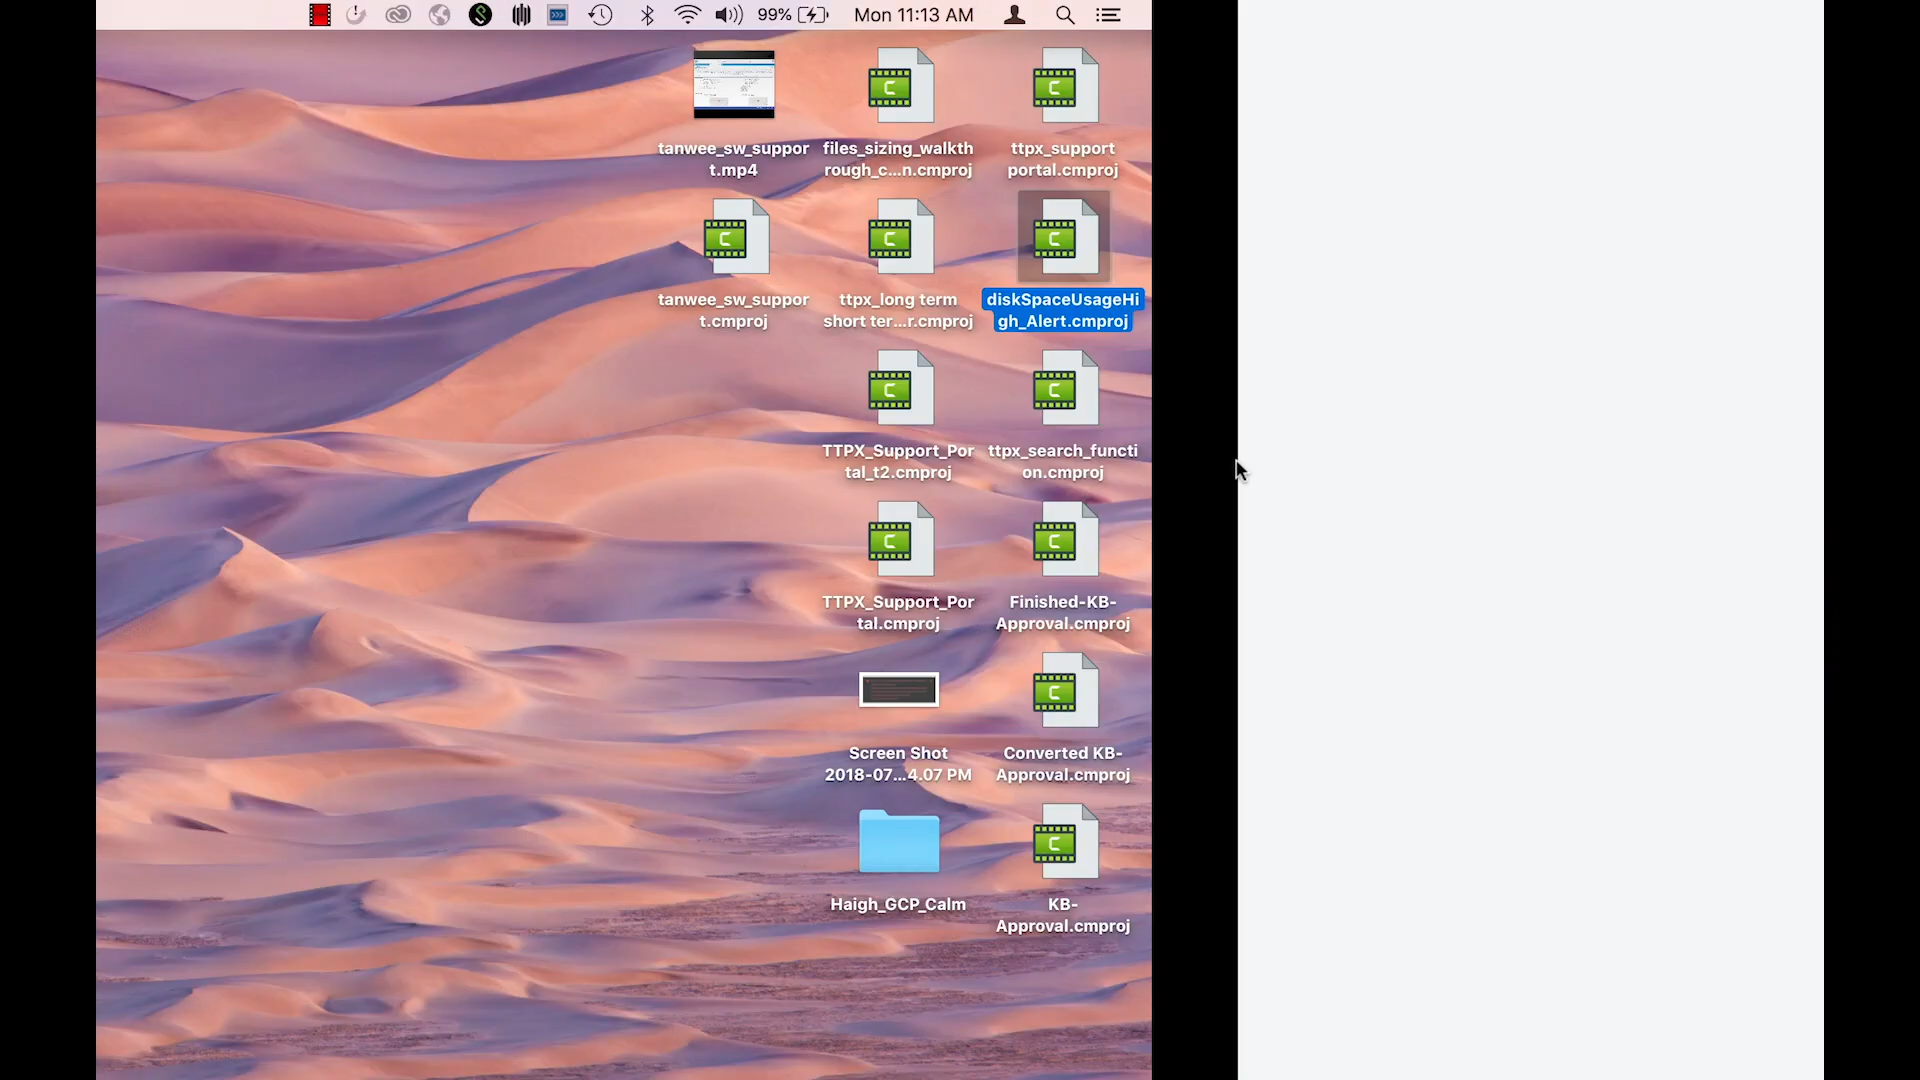 99% Mon 11:13 AM
tanwee_sw_suppor
t.mp4
files_sizing_walkth
rough_c...n.cmproj
ttpx_support
portal.cmproj
tanwee_sw_suppor
t.cmproj
ttpx_long term
short ter...r.cmproj
diskSpaceUsageHi
gh_Alert.cmproj
TTPX_Support_Por
tal_t2.cmproj
ttpx_search_functi
on.cmproj
TTPX_Support_Por
tal.cmproj
Finished-KB-
Approval.cmproj
Screen Shot
2018-07...4.07 PM
Converted KB-
Approval.cmproj
Haigh_GCP_Calm
KB-
Approval.cmproj